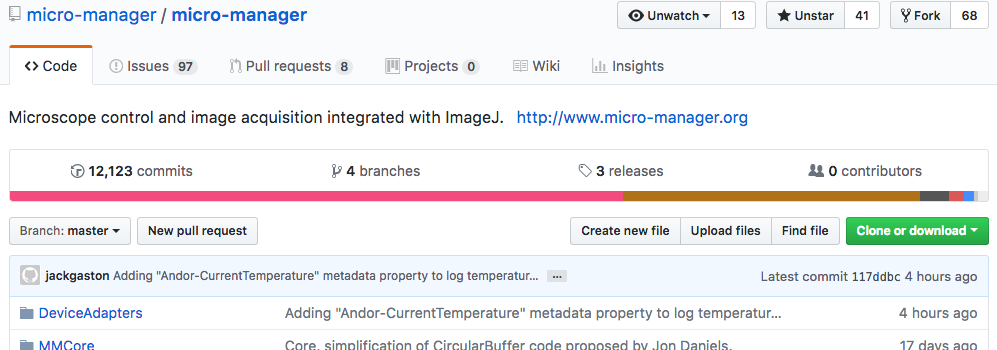 micro-manager / micro-manager Unwatch 13 Unstar 41 Fork 68
Code Issues 97 Pull requests 8 Projects 0 Wiki Insights
Microscope control and image acquisition integrated with ImageJ. http://www.micro-manager.org
12,123 commits 4 branches 3 releases 0 contributors
Branch: master New pull request Create new file Upload files Find file Clone or download
jackgaston Adding "Andor-CurrentTemperature" metadata property to log temperatur... ... Latest commit 117ddbc 4 hours ago
DeviceAdapters Adding "Andor-CurrentTemperature" metadata property to log temperatur... 4 hours ago
MMCore Core, simplification of CircularBuffer code proposed by Jon Daniels. 17 days ago